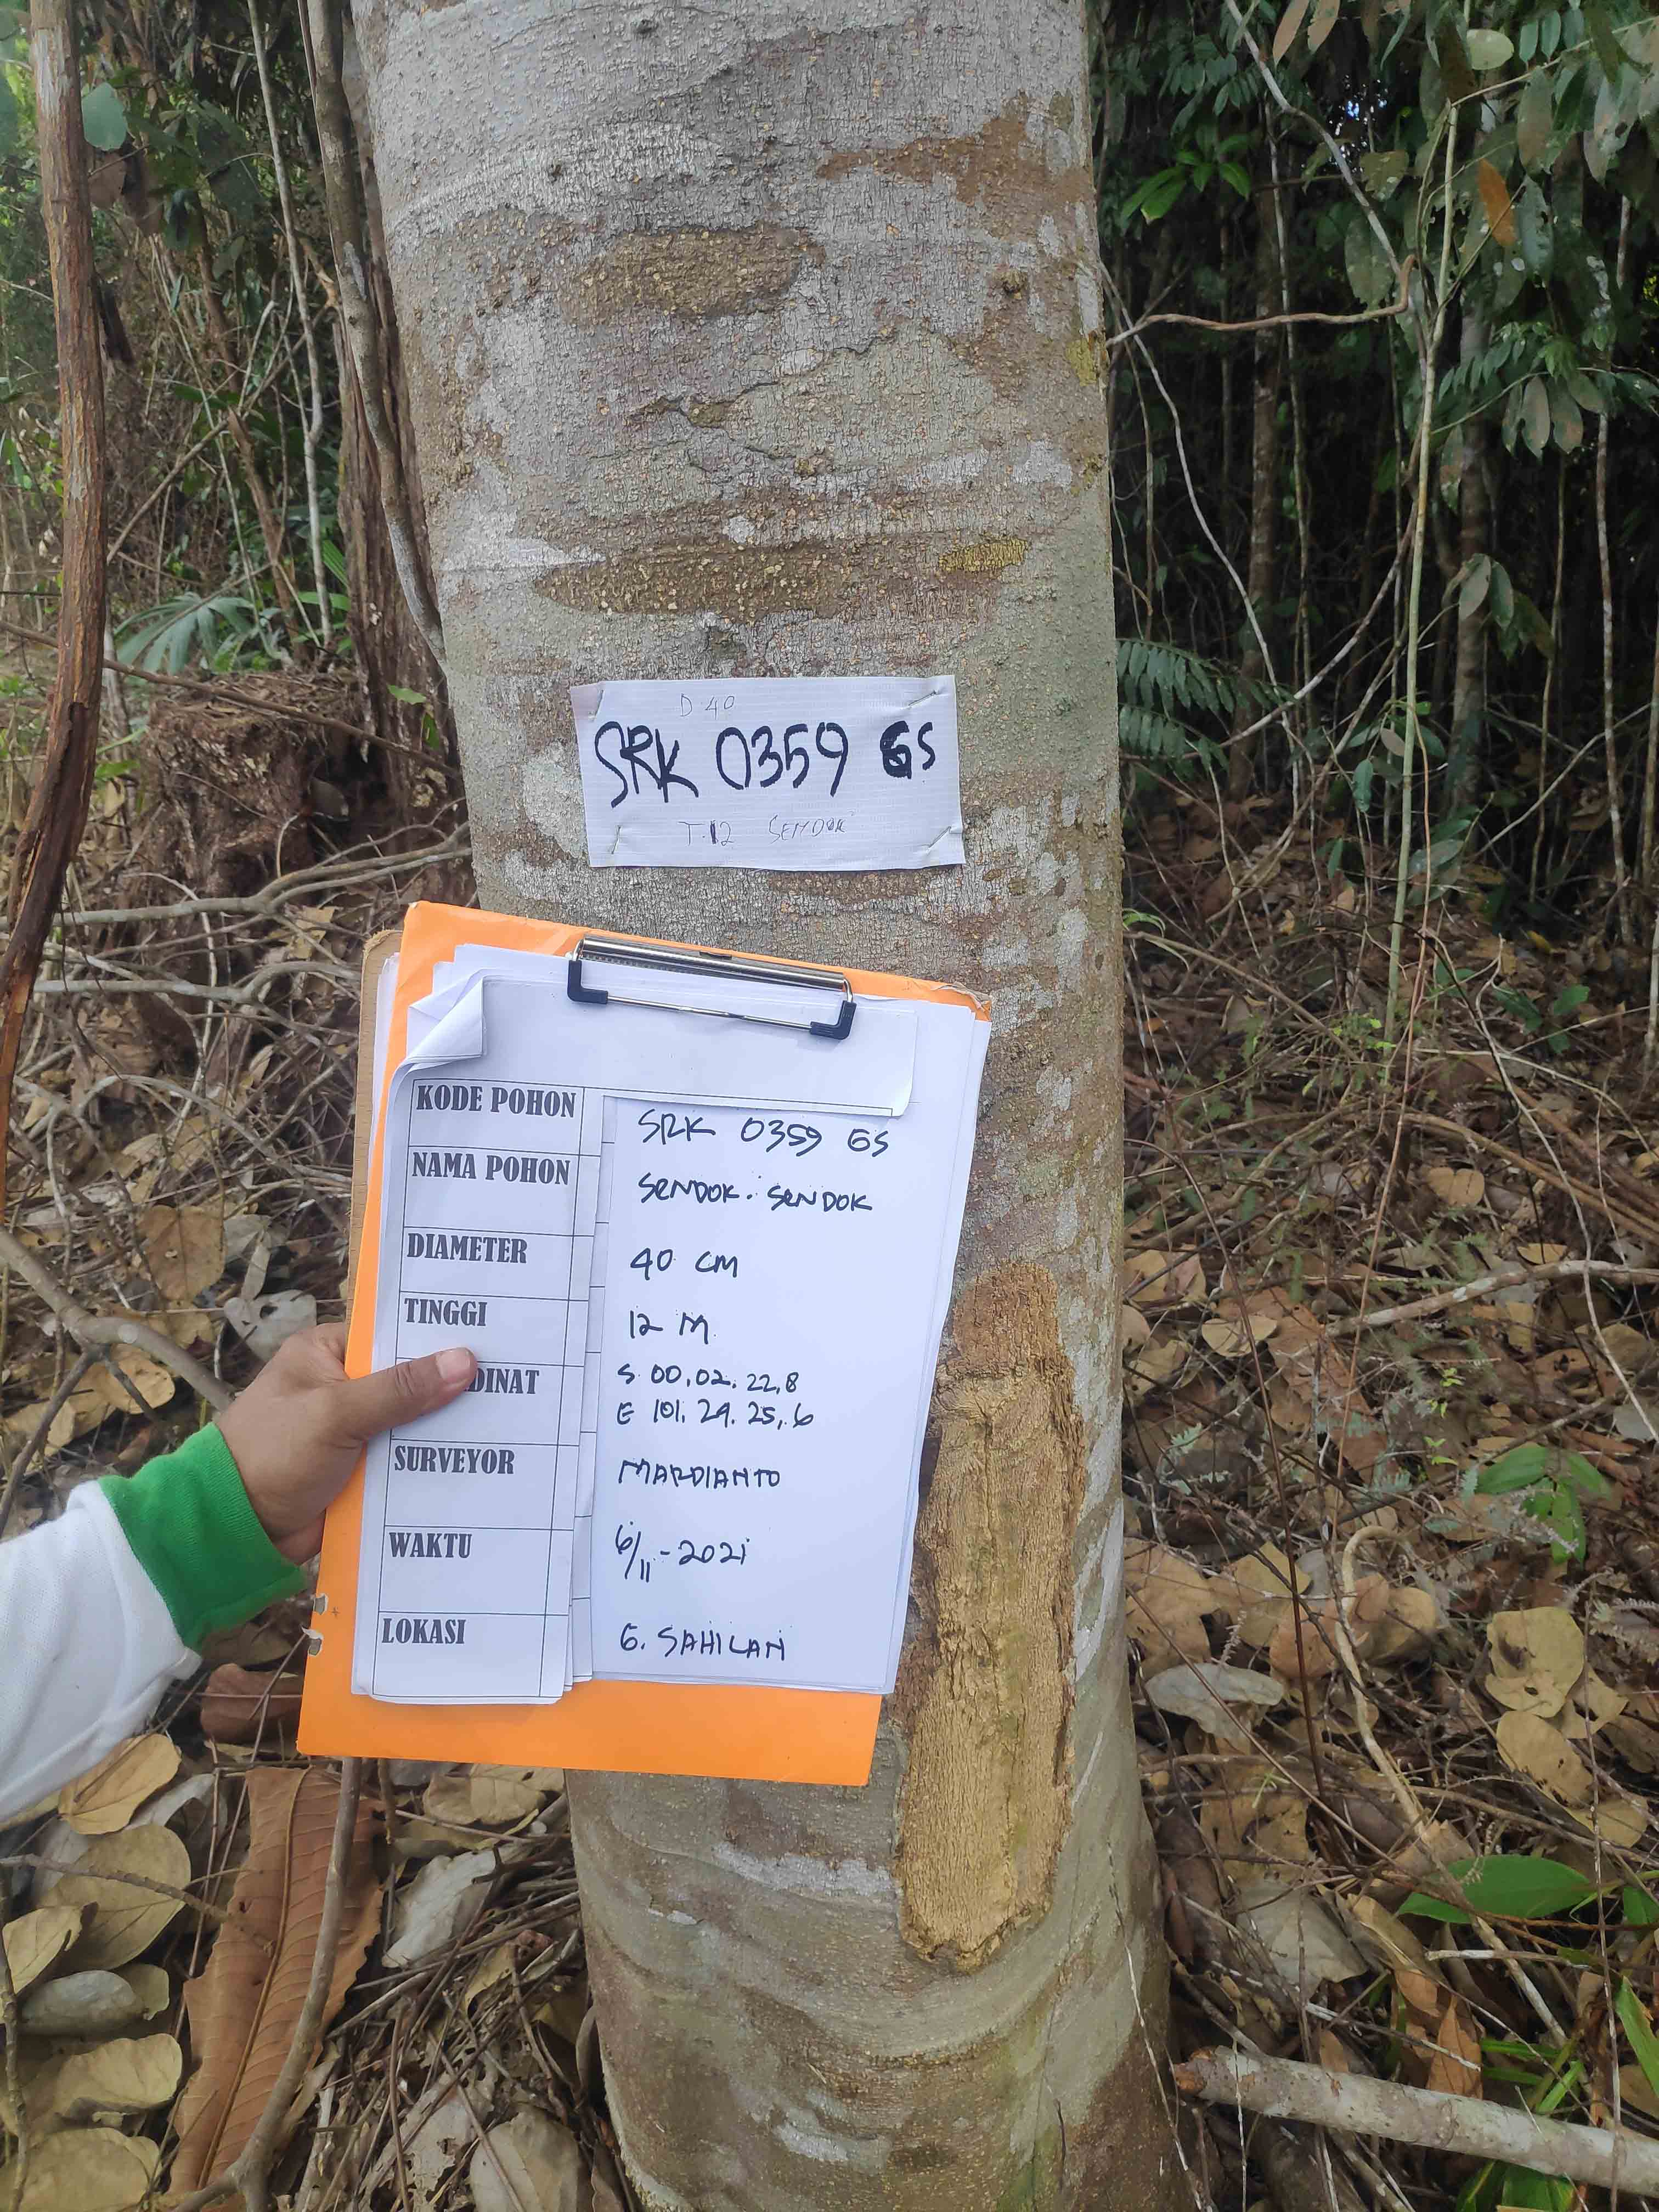 D 40
SRK 0359 GS
T.12 SENDOK
KODE POHON SRK 0359 GS
NAMA POHON SENDOK. SENDOK
DIAMETER 40 CM
TINGGI 12 M
DINAT S 00,02,22,8
E 101. 29. 25,6
SURVEYOR MARDIANTO
WAKTU 6/11-2021
LOKASI G. SAHILAN